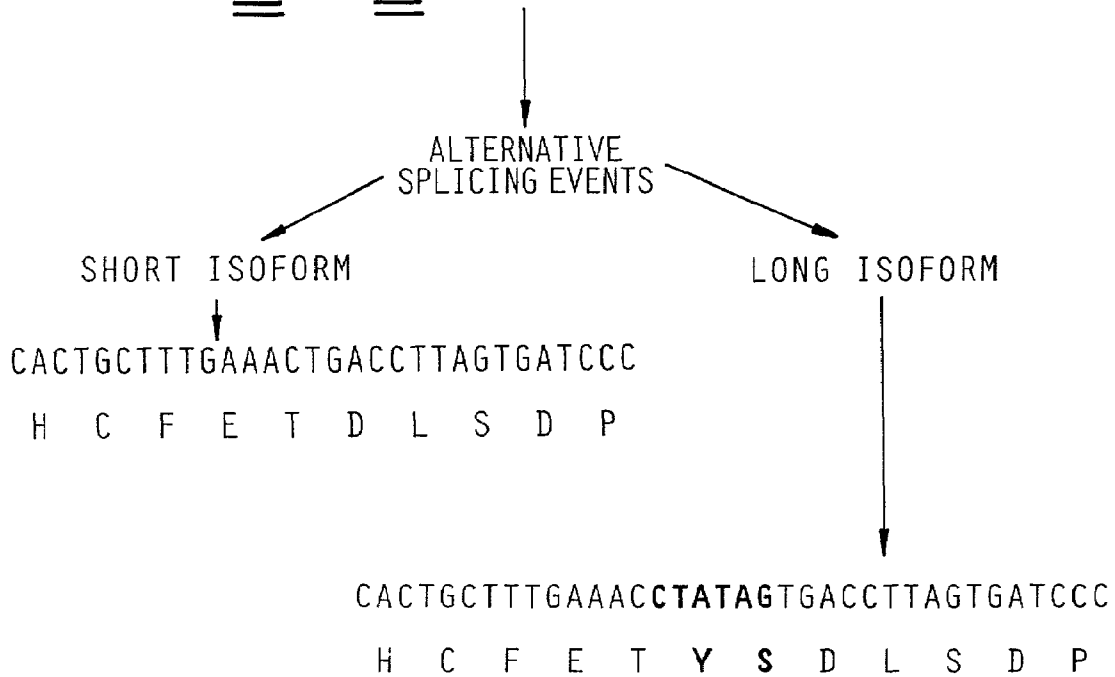 ALTERNATIVE
SPLICING EVENTS
SHORT ISOFORM
LONG ISOFORM
CACTGCTTTGAAACTGACCTTAGTGATCCC
H C F E T D L S D P
CACTGCTTTGAAACCTATAGTGACCTTAGTGATCCC
H C F E T Y S D L S D P